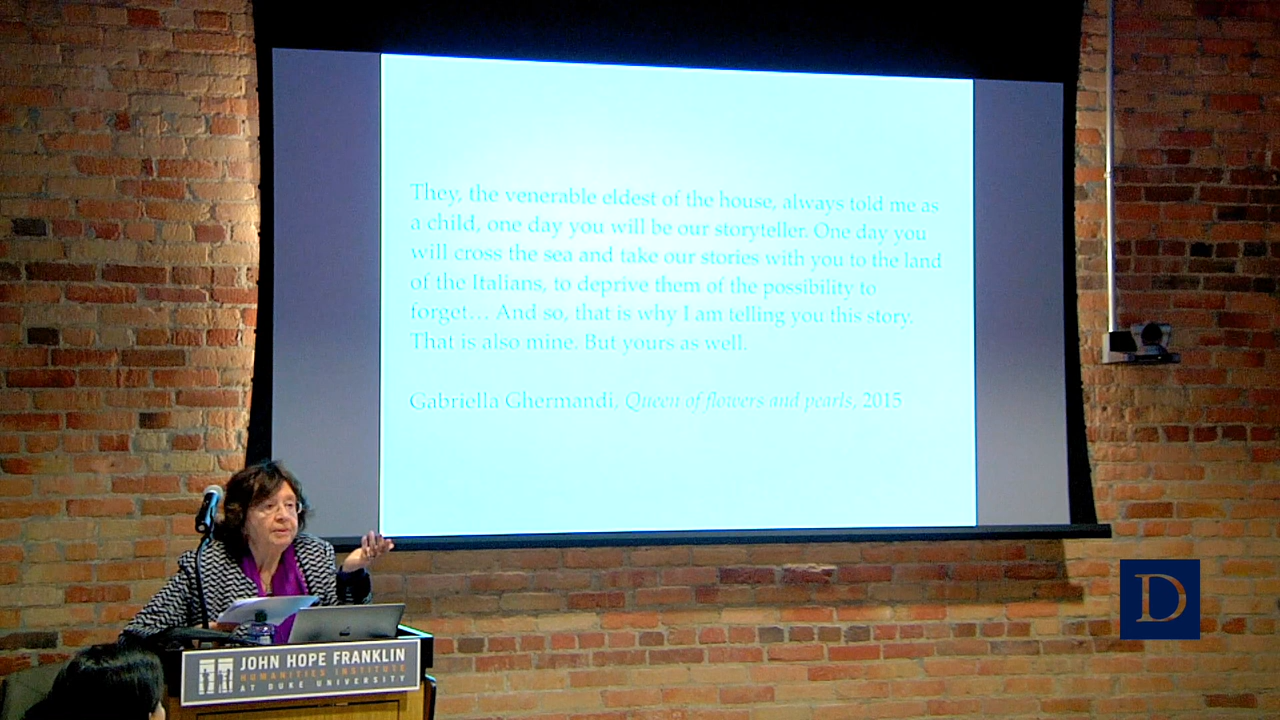 They, the venerable eldest of the house, always told me as
a child, one day you will be our storyteller. One day you
will cross the sea and take our stories with you to the land
of the Italians, to deprive them of the possibility to
forget… And so, that is why I am telling you this story.
That is also mine. But yours as well.
Gabriella Ghermandi, Queen of flowers and pearls, 2015
JOHN HOPE FRANKLIN
HUMANITIES INSTITUTE
AT DUKE UNIVERSITY
D